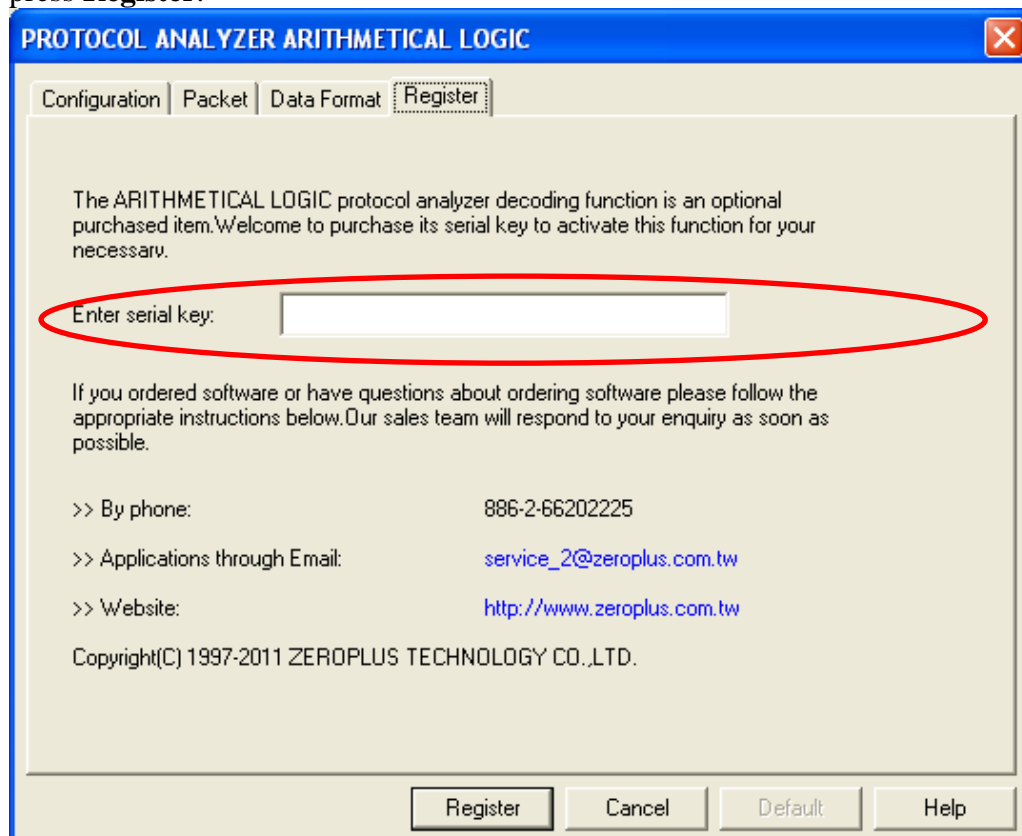 press Register.
PROTOCOL ANALYZER ARITHMETICAL LOGIC
Configuration Packet Data Format Register
The ARITHMETICAL LOGIC protocol analyzer decoding function is an optional
purchased item.Welcome to purchase its serial key to activate this function for your
necessary.
Enter serial key:
If you ordered software or have questions about ordering software please follow the
appropriate instructions below.Our sales team will respond to your enquiry as soon as
possible.
>> By phone: 886-2-66202225
>> Applications through Email: service_2@zeroplus.com.tw
>> Website: http://www.zeroplus.com.tw
Copyright(C) 1997-2011 ZEROPLUS TECHNOLOGY CO.,LTD.
Register Cancel Default Help